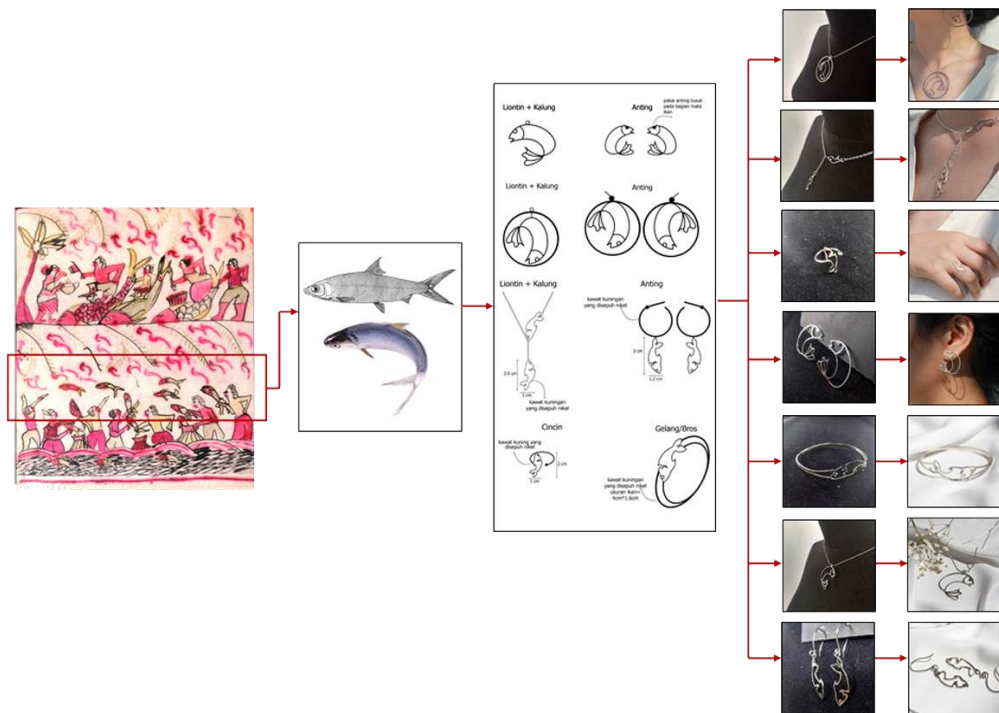 Liontin + Kalung
Anting
pakai anting tusuk
pada bagian mata
ikan
Liontin + Kalung
Anting
Liontin + Kalung
Anting
kawat kuningan
yang disepuh nikel
3 cm
1.2 cm
2.5 cm
1 cm
kawat kuningan
yang disepuh nikel
Cincin
kawat kuning yang
disepuh nikel
2 cm
1 cm
Gelang/Bros
kawat kuningan
yang disepuh nikel
ukuran ikan=
4cm*1,6cm